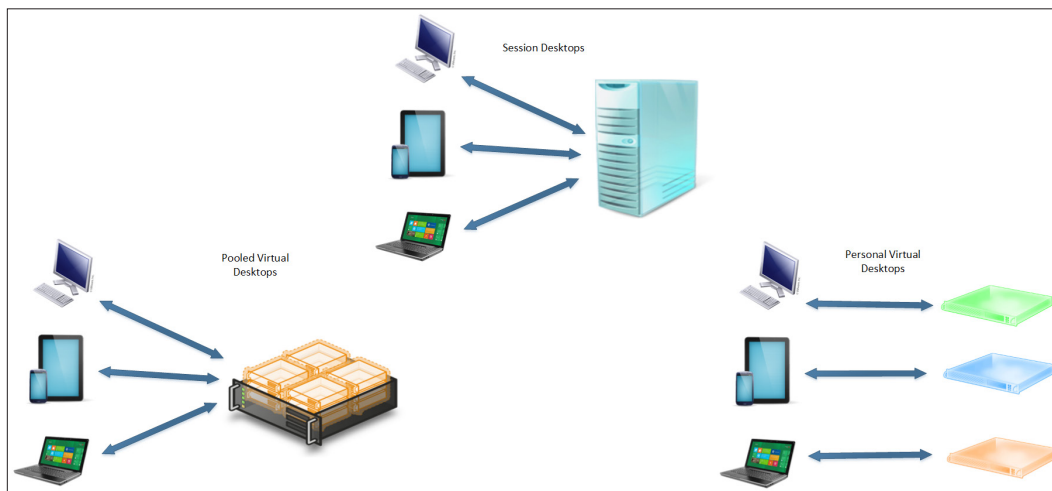 Session Desktops
Pooled Virtual
Desktops
Personal Virtual
Desktops